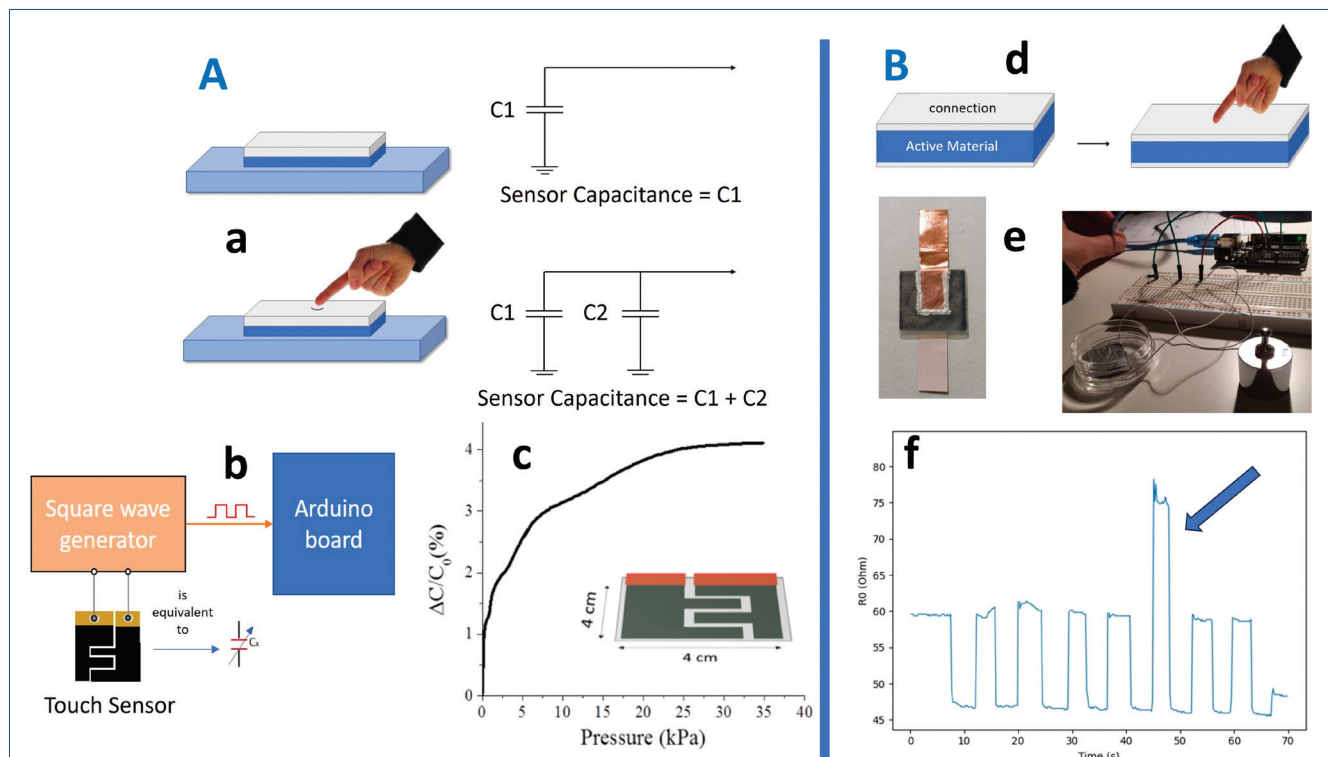 A
C1
Sensor Capacitance = C1
a
C1
C2
Sensor Capacitance = C1 + C2
b
Square wave
generator
Arduino
board
is
equivalent
to
Cx
Touch Sensor
c
ΔC/C0(%)
4
3
2
1
0
0 5 10 15 20 25 30 35 40
Pressure (kPa)
4 cm
4 cm
B
d
connection
Active Material
e
f
R0 (Ohm)
80
75
70
65
60
55
50
45
0 10 20 30 40 50 60 70
Time (s)